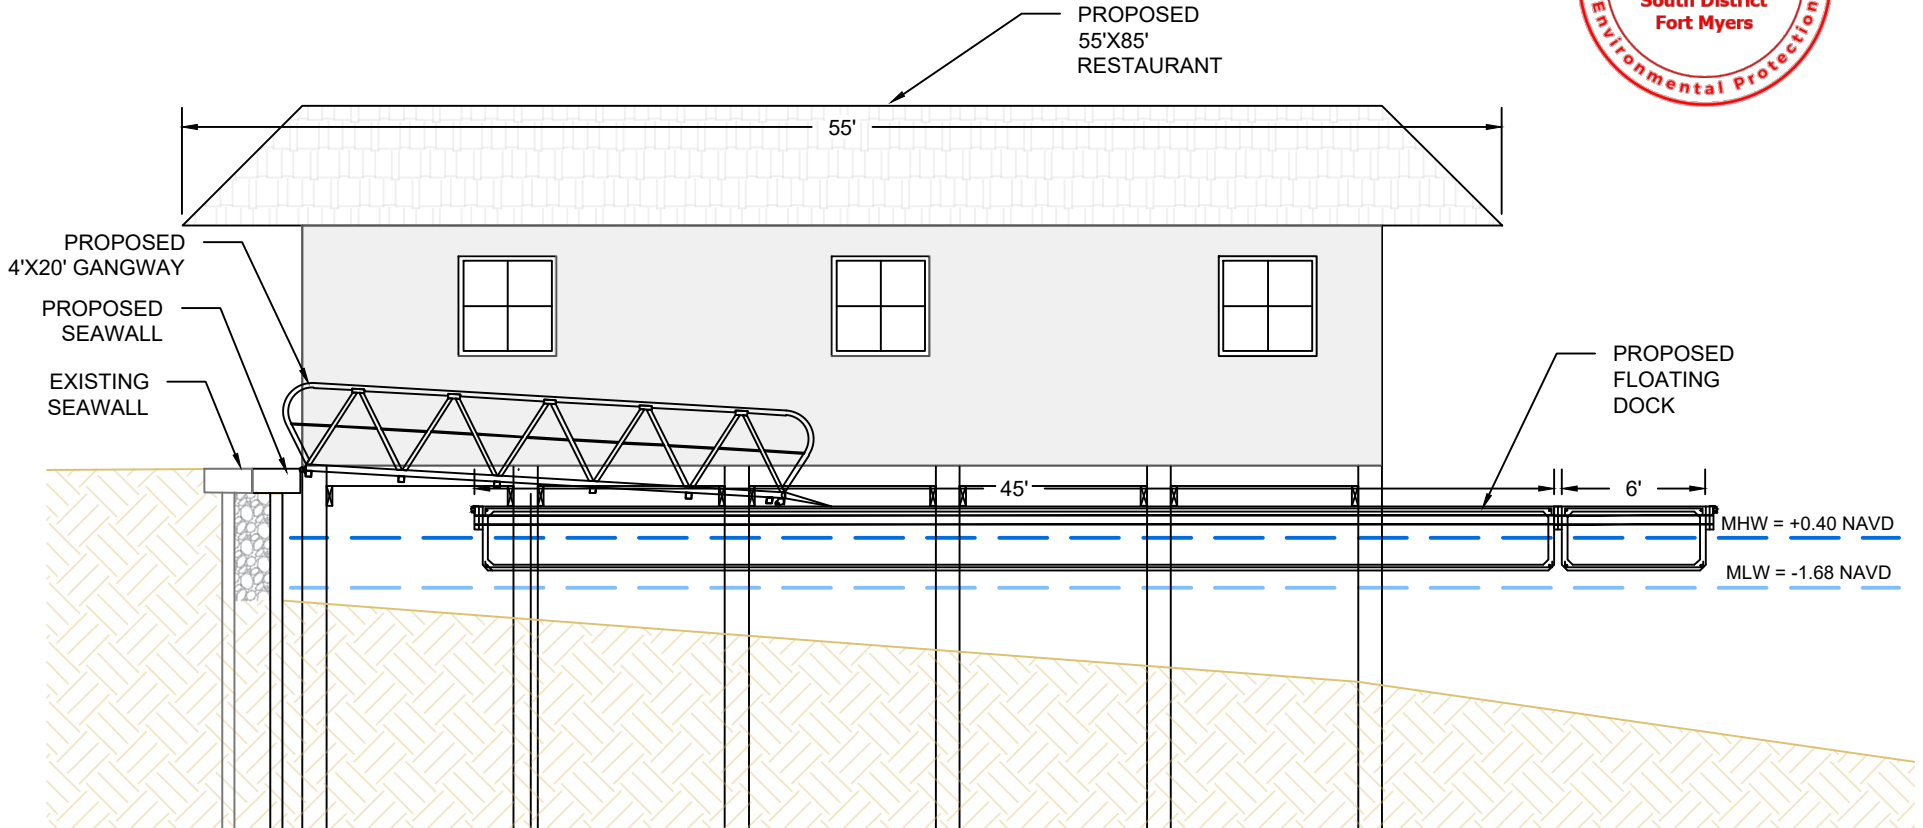 PROPOSED
55'X85'
RESTAURANT
South District
Fort Myers
Environmental Protection
55'
PROPOSED
4'X20' GANGWAY
PROPOSED
SEAWALL
EXISTING
SEAWALL
PROPOSED
FLOATING
DOCK
45'
6'
MHW = +0.40 NAVD
MLW = -1.68 NAVD